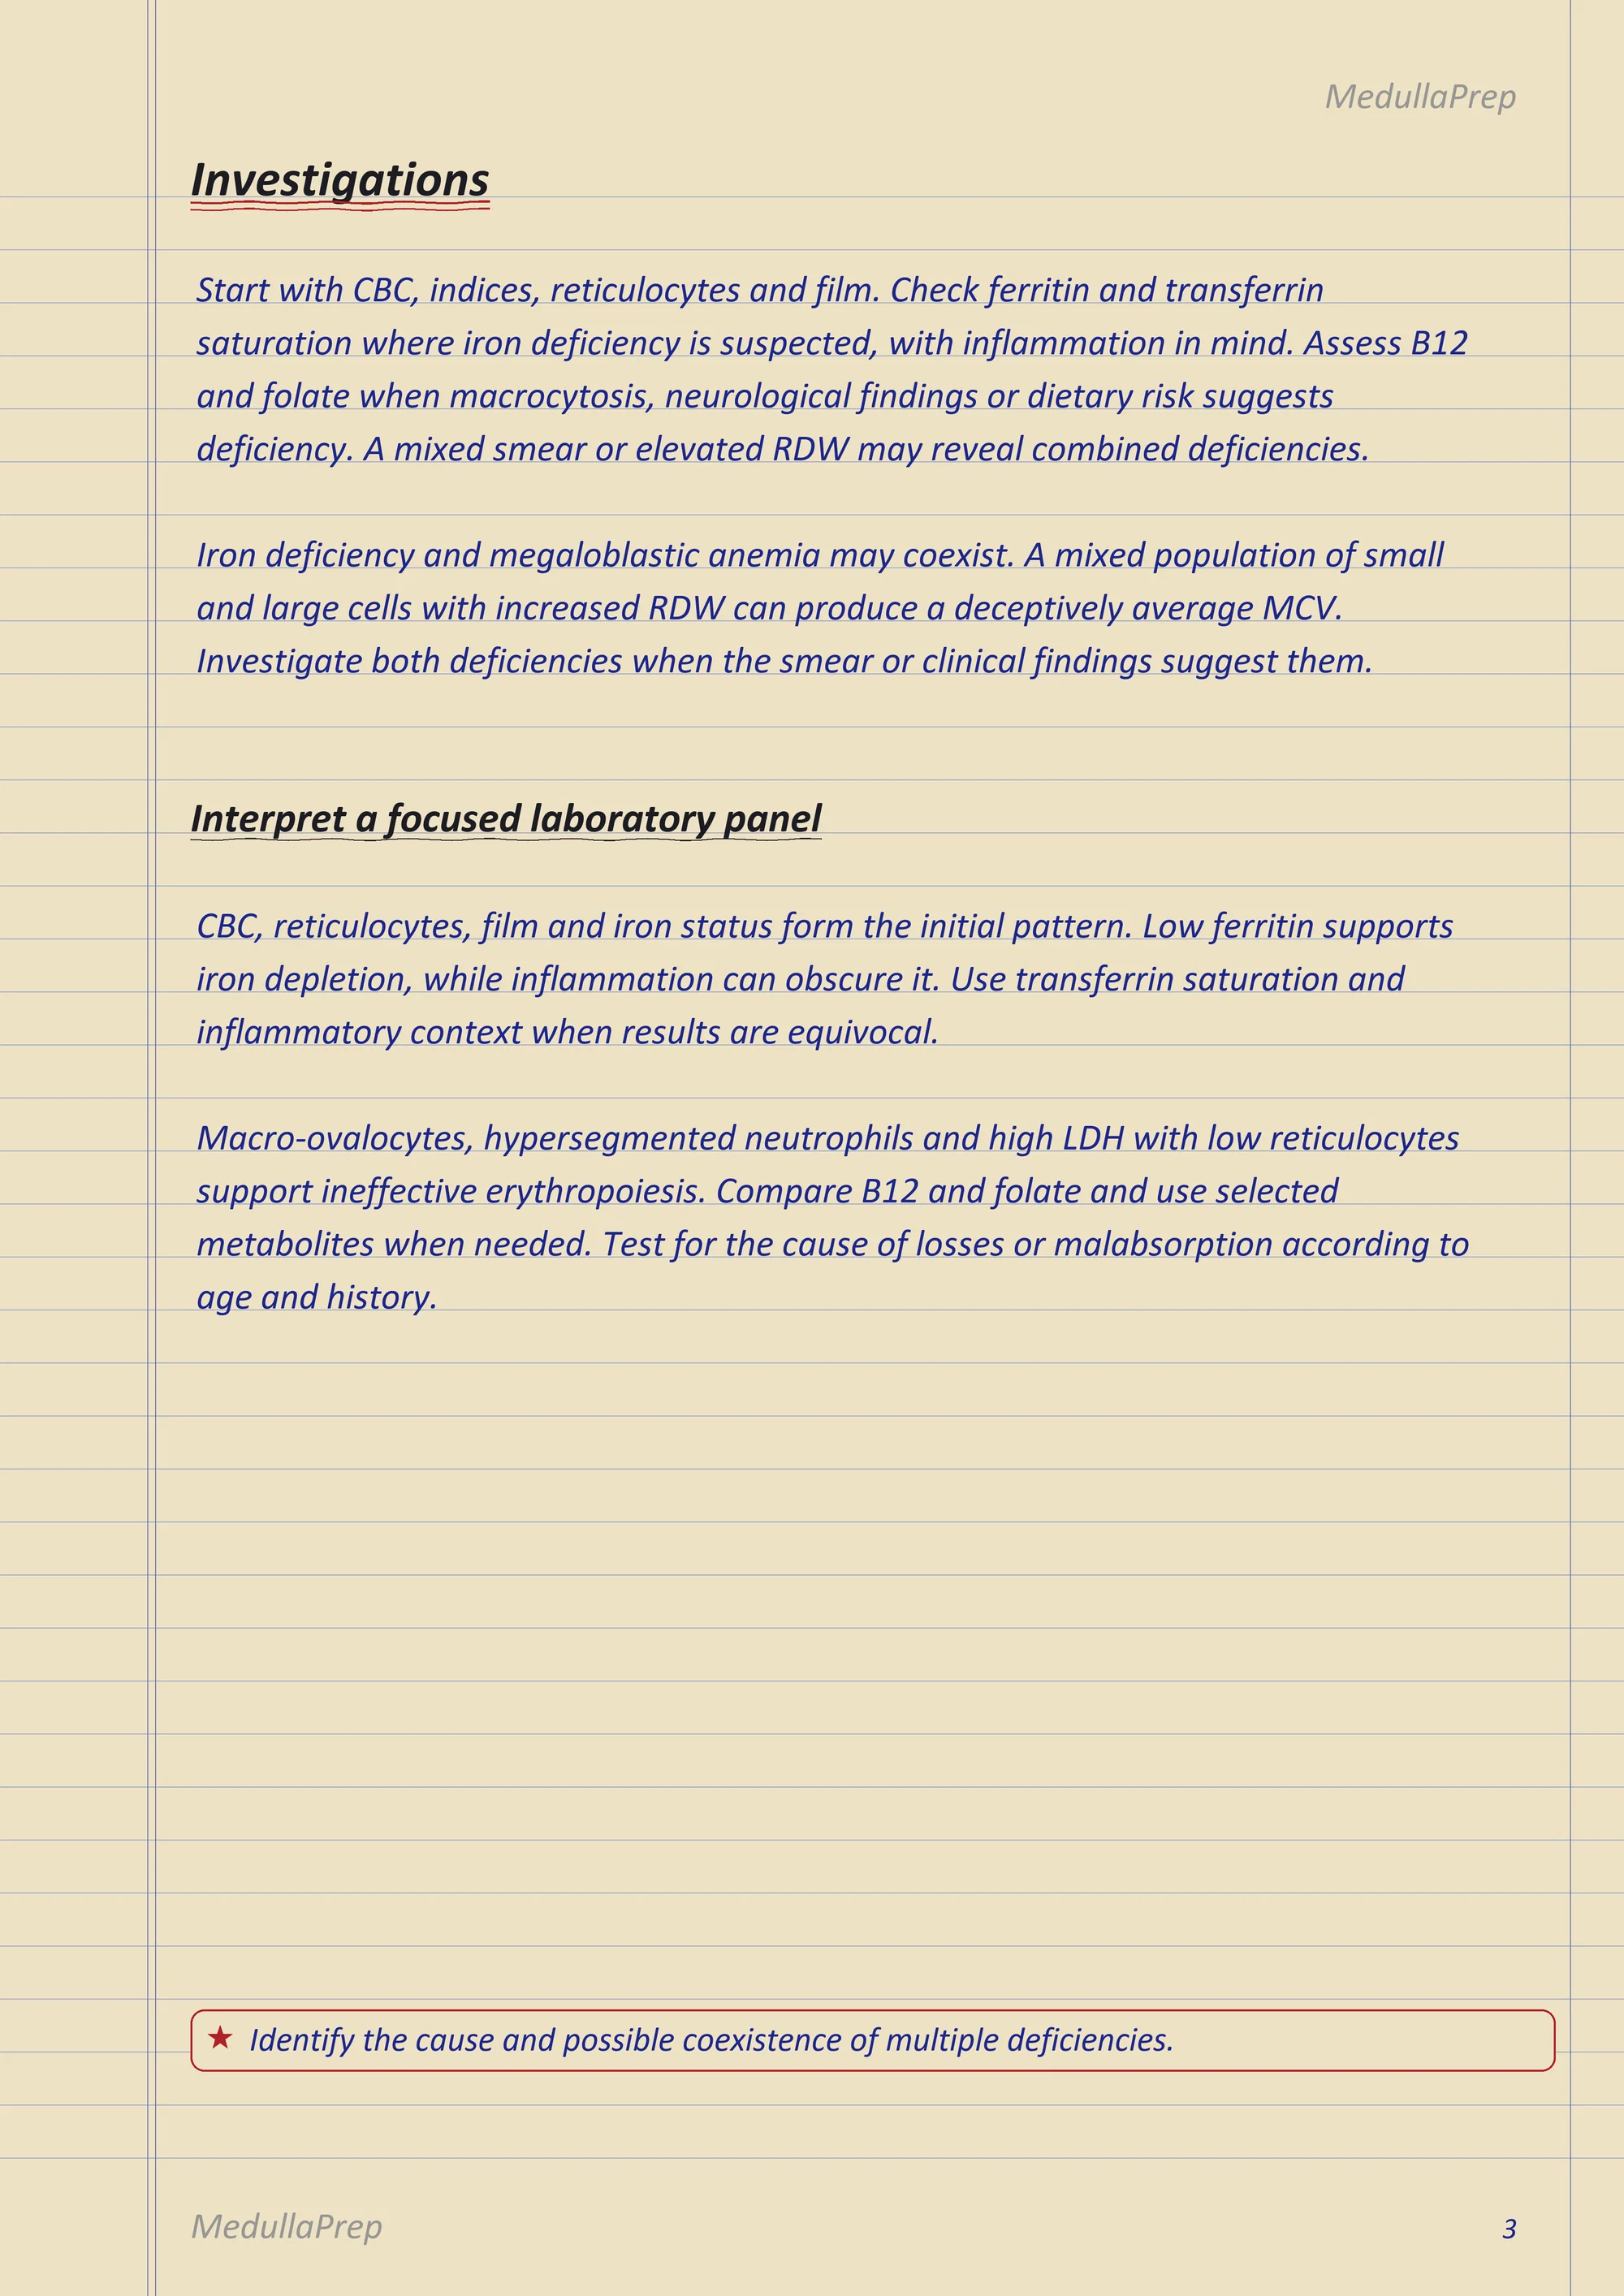 MedullaPrep
Investigations
Start with CBC, indices, reticulocytes and film. Check ferritin and transferrin
saturation where iron deficiency is suspected, with inflammation in mind. Assess B12
and folate when macrocytosis, neurological findings or dietary risk suggests
deficiency. A mixed smear or elevated RDW may reveal combined deficiencies.
Iron deficiency and megaloblastic anemia may coexist. A mixed population of small
and large cells with increased RDW can produce a deceptively average MCV.
Investigate both deficiencies when the smear or clinical findings suggest them.
Interpret a focused laboratory panel
CBC, reticulocytes, film and iron status form the initial pattern. Low ferritin supports
iron depletion, while inflammation can obscure it. Use transferrin saturation and
inflammatory context when results are equivocal.
Macro-ovalocytes, hypersegmented neutrophils and high LDH with low reticulocytes
support ineffective erythropoiesis. Compare B12 and folate and use selected
metabolites when needed. Test for the cause of losses or malabsorption according to
age and history.
★ Identify the cause and possible coexistence of multiple deficiencies.
MedullaPrep
3